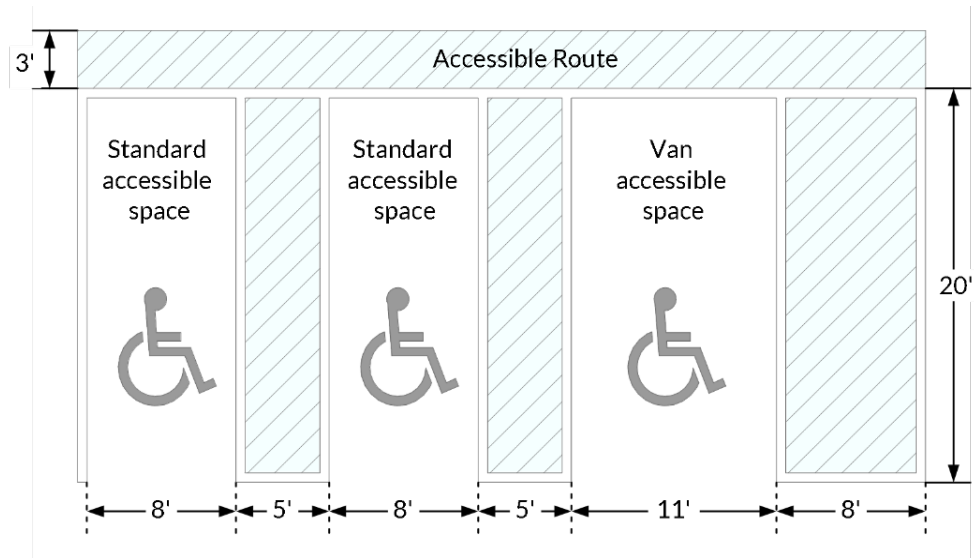 3'
Accessible Route
Standard
accessible
space
Standard
accessible
space
Van
accessible
space
20'
8'
5'
8'
5'
11'
8'